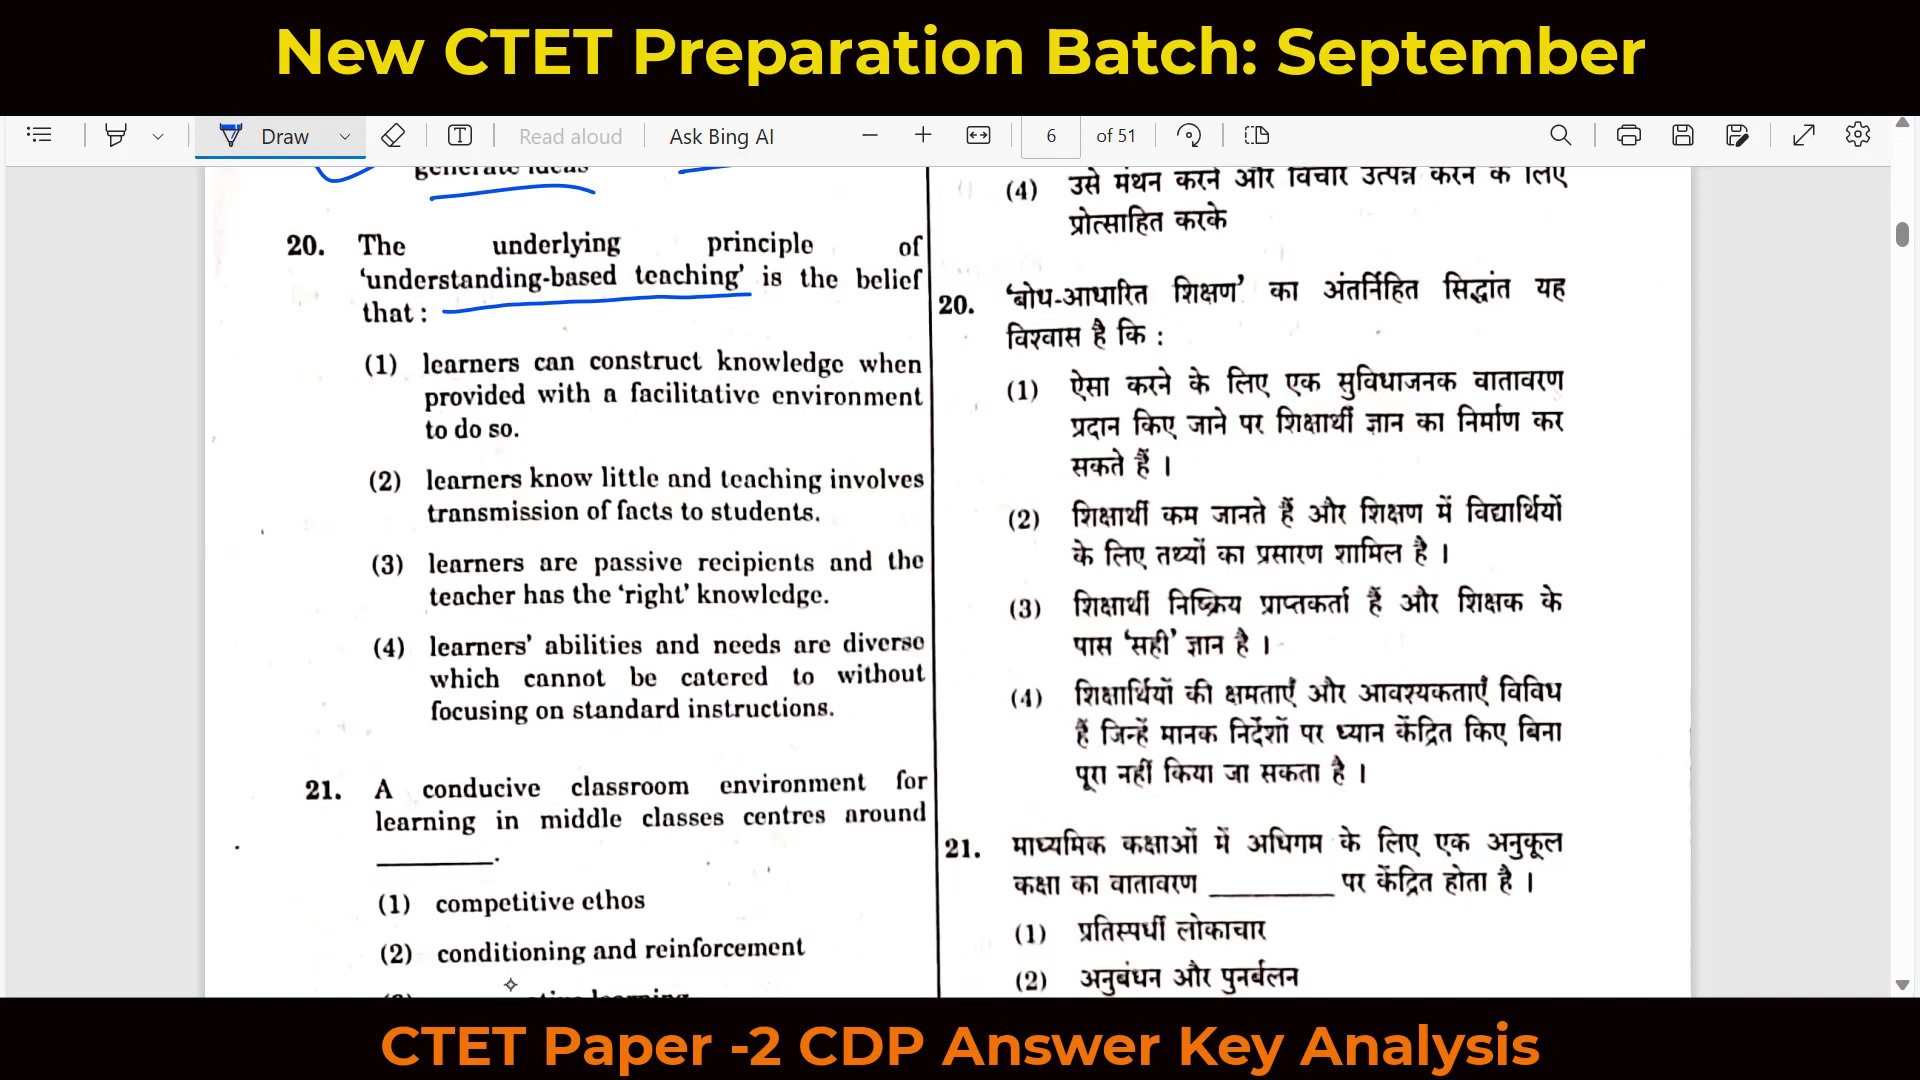 New CTET Preparation Batch: September
Draw
Read aloud
Ask Bing AI
6
of 51
generate ideas
20. The underlying principle of
‘understanding-based teaching’ is the belief
that :
(1) learners can construct knowledge when
provided with a facilitative environment
to do so.
(2) learners know little and teaching involves
transmission of facts to students.
(3) learners are passive recipients and the
teacher has the ‘right’ knowledge.
(4) learners’ abilities and needs are diverse
which cannot be catered to without
focusing on standard instructions.
21. A conducive classroom environment for
learning in middle classes centres around
__________.
(1) competitive ethos
(2) conditioning and reinforcement
(4) उसे मंथन करने और विचार उत्पन्न करने के लिए
प्रोत्साहित करके
20. ‘बोध-आधारित शिक्षण’ का अंतर्निहित सिद्धांत यह
विश्वास है कि :
(1) ऐसा करने के लिए एक सुविधाजनक वातावरण
प्रदान किए जाने पर शिक्षार्थी ज्ञान का निर्माण कर
सकते हैं ।
(2) शिक्षार्थी कम जानते हैं और शिक्षण में विद्यार्थियों
के लिए तथ्यों का प्रसारण शामिल है ।
(3) शिक्षार्थी निष्क्रिय प्राप्तकर्ता हैं और शिक्षक के
पास ‘सही’ ज्ञान है ।
(4) शिक्षार्थियों की क्षमताएँ और आवश्यकताएँ विविध
हैं जिन्हें मानक निर्देशों पर ध्यान केंद्रित किए बिना
पूरा नहीं किया जा सकता है ।
21. माध्यमिक कक्षाओं में अधिगम के लिए एक अनुकूल
कक्षा का वातावरण __________ पर केंद्रित होता है ।
(1) प्रतिस्पर्धी लोकाचार
(2) अनुबंधन और पुनर्बलन
CTET Paper -2 CDP Answer Key Analysis